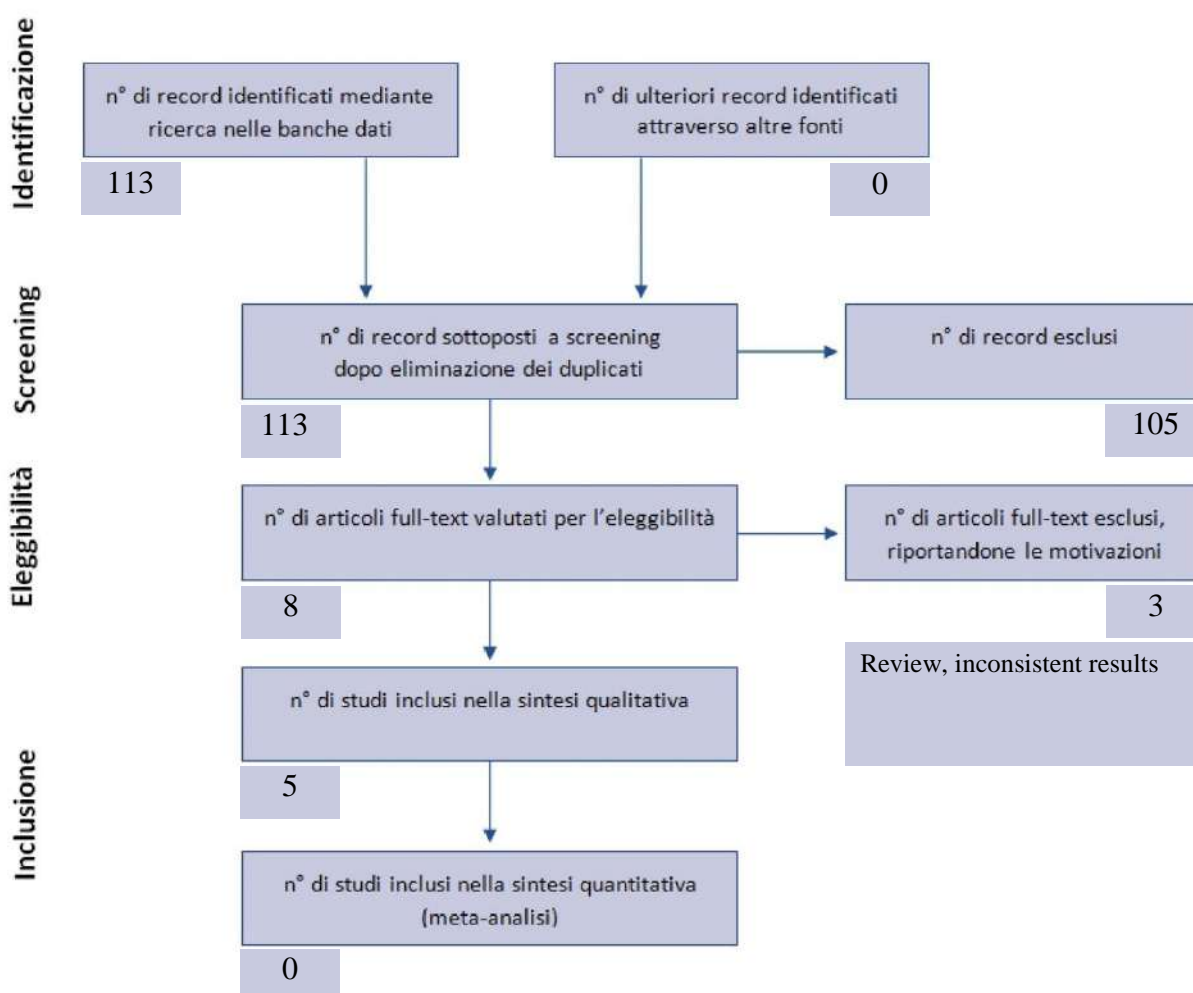 Identificazione
n° di record identificati mediante
ricerca nelle banche dati
113
n° di ulteriori record identificati
attraverso altre fonti
0
Screening
n° di record sottoposti a screening
dopo eliminazione dei duplicati
113
n° di record esclusi
105
Eleggibilità
n° di articoli full-text valutati per l'eleggibilità
8
n° di articoli full-text esclusi,
riportandone le motivazioni
3
Review, inconsistent results
Inclusione
n° di studi inclusi nella sintesi qualitativa
5
n° di studi inclusi nella sintesi quantitativa
(meta-analisi)
0